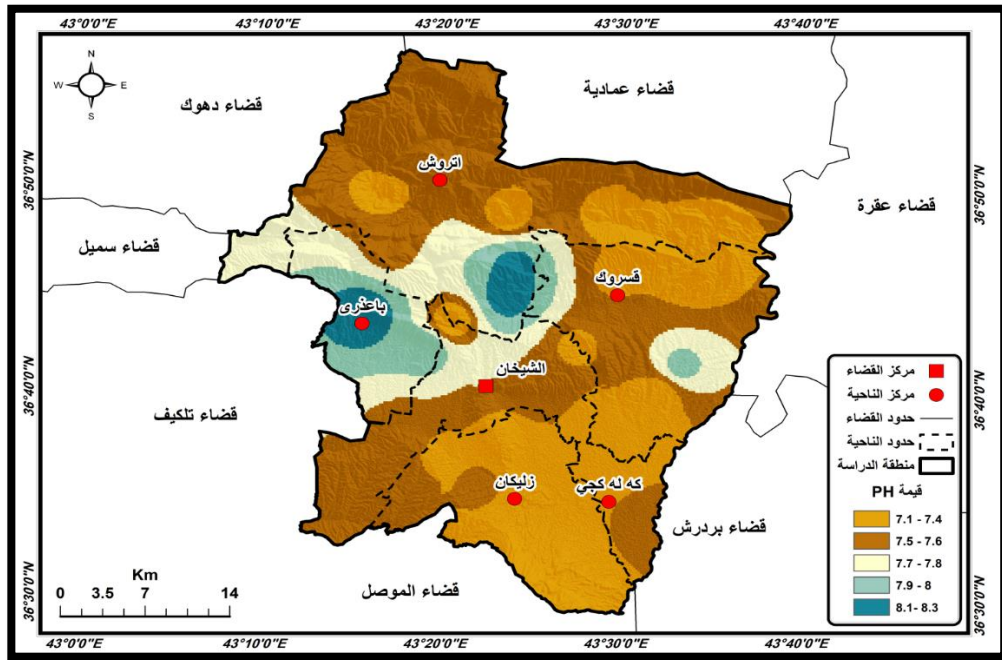 43°0'0"E 43°10'0"E 43°20'0"E 43°30'0"E 43°40'0"E
N
W E
S
قضاء عمادية
قضاء دهوك
اتروش
36°50'0"N
36°50'0"N
قضاء عقرة
قضاء سميل
قسروك
باعذرى
الشيخان
36°40'0"N
36°40'0"N
قضاء تلكيف
زليكان
كه له كجي
قضاء بردرش
قضاء الموصل
مركز القضاء
مركز الناحية
حدود القضاء
حدود الناحية
منطقة الدراسة
قيمة PH
7.1 - 7.4
7.5 - 7.6
7.7 - 7.8
7.9 - 8
8.1- 8.3
Km
0 3.5 7 14
36°30'0"N
36°30'0"N
43°0'0"E 43°10'0"E 43°20'0"E 43°30'0"E 43°40'0"E